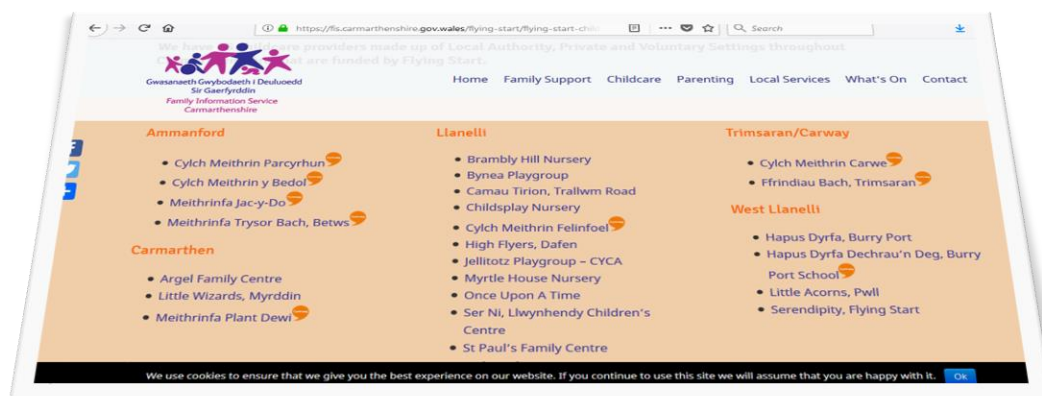 https://fis.carmarthenshire.gov.wales/flying-start/flying-start-chil
Search
We have childcare providers made up of Local Authority, Private and Voluntary Settings throughout
that are funded by Flying Start.
Gwasanaeth Gwybodaeth i Deuluoedd
Sir Gaerfyrddin
Family Information Service
Carmarthenshire
Home Family Support Childcare Parenting Local Services What's On Contact
Ammanford
Cylch Meithrin Parcyrhun
Cylch Meithrin y Bedol
Meithrinfa Jac-y-Do
Meithrinfa Trysor Bach, Betws
Carmarthen
Argel Family Centre
Little Wizards, Myrddin
Meithrinfa Plant Dewi
Llanelli
Brambly Hill Nursery
Bynea Playgroup
Camau Tirion, Trallwm Road
Childsplay Nursery
Cylch Meithrin Felinfoel
High Flyers, Dafen
Jellitotz Playgroup – CYCA
Myrtle House Nursery
Once Upon A Time
Ser Ni, Llwynhendy Children's
Centre
St Paul's Family Centre
Trimsaran/Carway
Cylch Meithrin Carwe
Ffrindiau Bach, Trimsaran
West Llanelli
Hapus Dyrfa, Burry Port
Hapus Dyrfa Dechrau'n Deg, Burry
Port School
Little Acorns, Pwll
Serendipity, Flying Start
We use cookies to ensure that we give you the best experience on our website. If you continue to use this site we will assume that you are happy with it. Ok